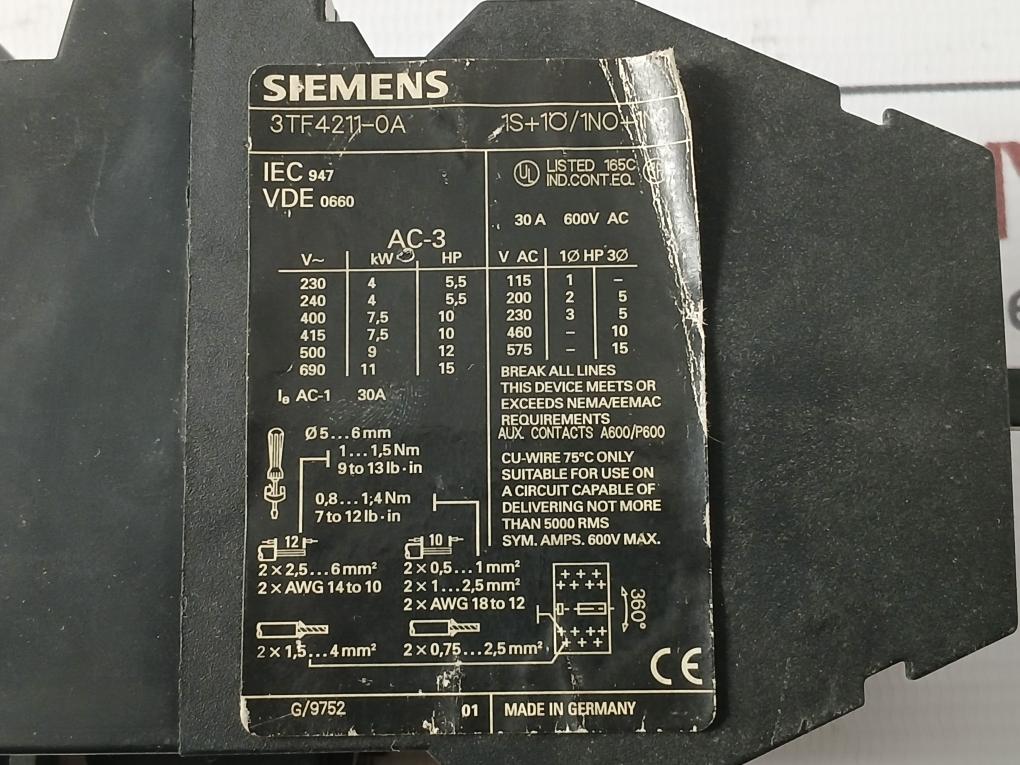 SIEMENS
3TF4211-0A 1S+1Ö/1NO+1N
IEC 947
VDE 0660
AC-3
V~ kW HP
230 4 5,5
240 4 5,5
400 7,5 10
415 7,5 10
500 9 12
690 11 15
Ie AC-1 30A
UL LISTED 165C
IND.CONT.EQ.
30 A 600V AC
V AC 1Ø HP 3Ø
115 1 –
200 2 5
230 3 5
460 – 10
575 – 15
BREAK ALL LINES
THIS DEVICE MEETS OR
EXCEEDS NEMA/EEMAC
REQUIREMENTS
AUX. CONTACTS A600/P600
CU-WIRE 75°C ONLY
SUITABLE FOR USE ON
A CIRCUIT CAPABLE OF
DELIVERING NOT MORE
THAN 5000 RMS
SYM. AMPS. 600V MAX.
Ø5...6mm
1...1,5Nm
9 to 13 lb·in
0,8...1;4Nm
7 to 12 lb·in
12
2 × 2,5...6mm²
2 × AWG 14 to 10
10
2 × 0,5...1mm²
2 × 1...2,5mm²
2 × AWG 18 to 12
2 × 1,5...4mm²
2 × 0,75...2,5mm²
360°
CE
G/9752 01 MADE IN GERMANY